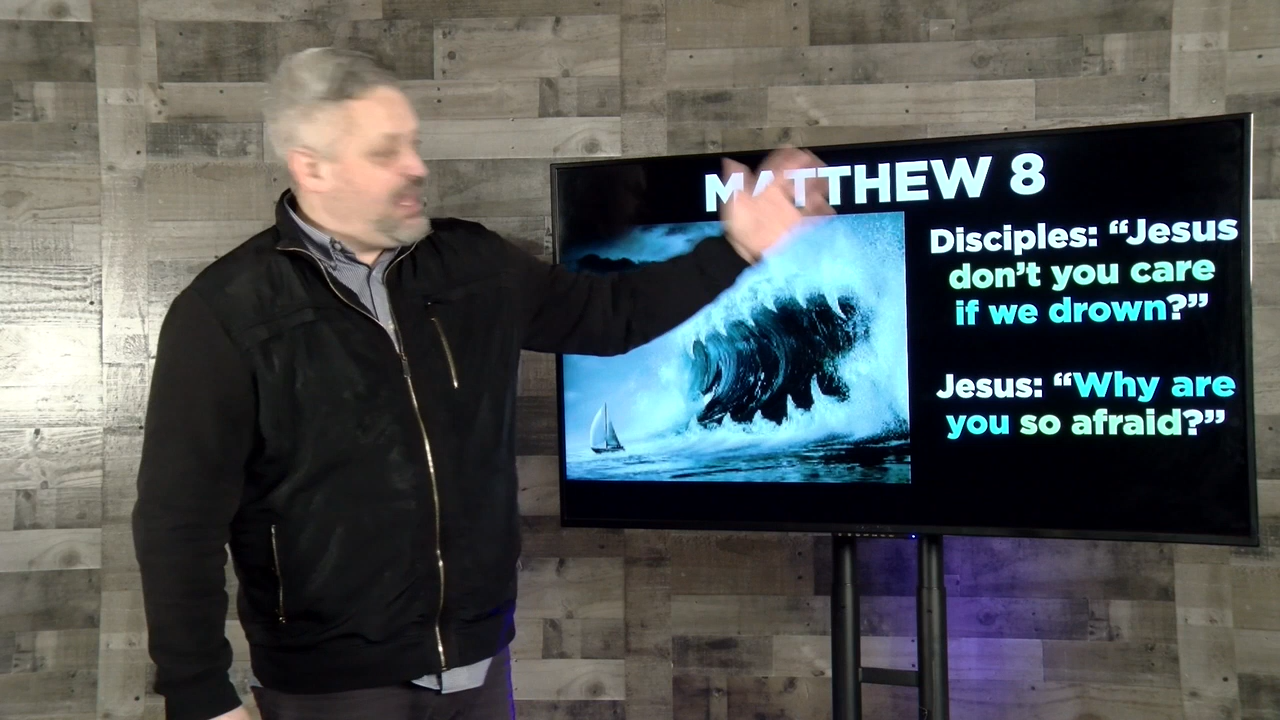 MATTHEW 8
Disciples: “Jesus
don’t you care
if we drown?”
Jesus: “Why are
you so afraid?”